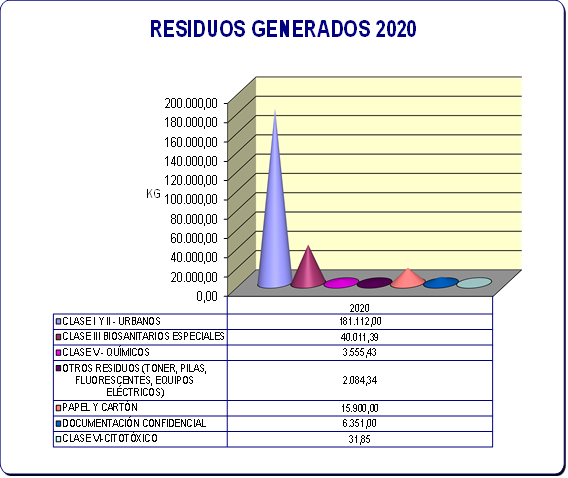 RESIDUOS GENERADOS 2020
200.000,00
180.000,00
160.000,00
140.000,00
120.000,00
100.000,00
80.000,00
60.000,00
40.000,00
20.000,00
0,00
KG
2020
CLASE I Y II - URBANOS 181.112,00
CLASE III BIOSANITARIOS ESPECIALES 40.011,39
CLASE V - QUÍMICOS 3.555,43
OTROS RESIDUOS (TONER, PILAS,
FLUORESCENTES, EQUIPOS
ELÉCTRICOS)
2.084,34
PAPEL Y CARTÓN 15.900,00
DOCUMENTACIÓN CONFIDENCIAL 6.351,00
CLASE VI-CITOTÓXICO 31,85